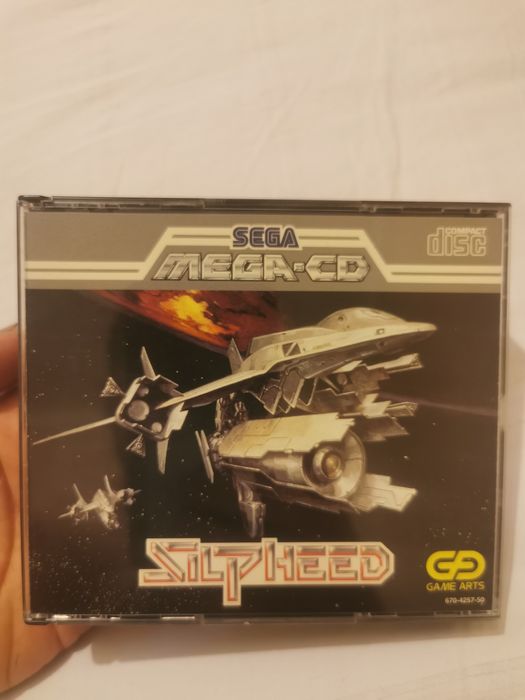 SEGA
MEGA-CD
COMPACT
disc
SILPHEED
GAME ARTS
670-4257-50